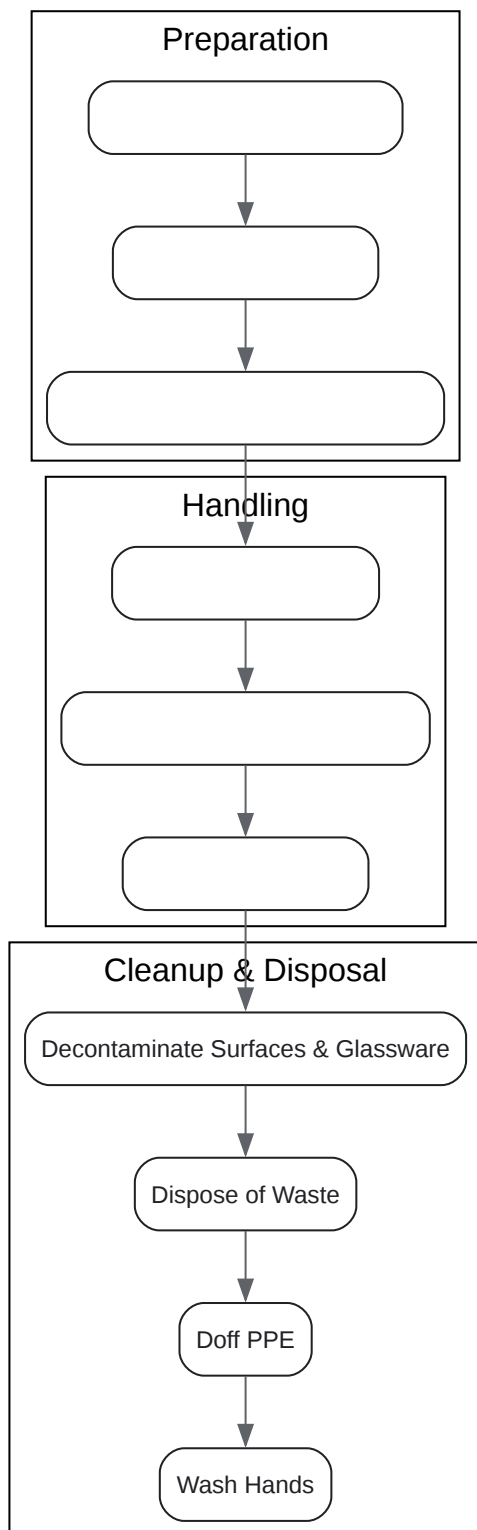 Preparation
Handling
Cleanup & Disposal
Decontaminate Surfaces & Glassware
Dispose of Waste
Doff PPE
Wash Hands